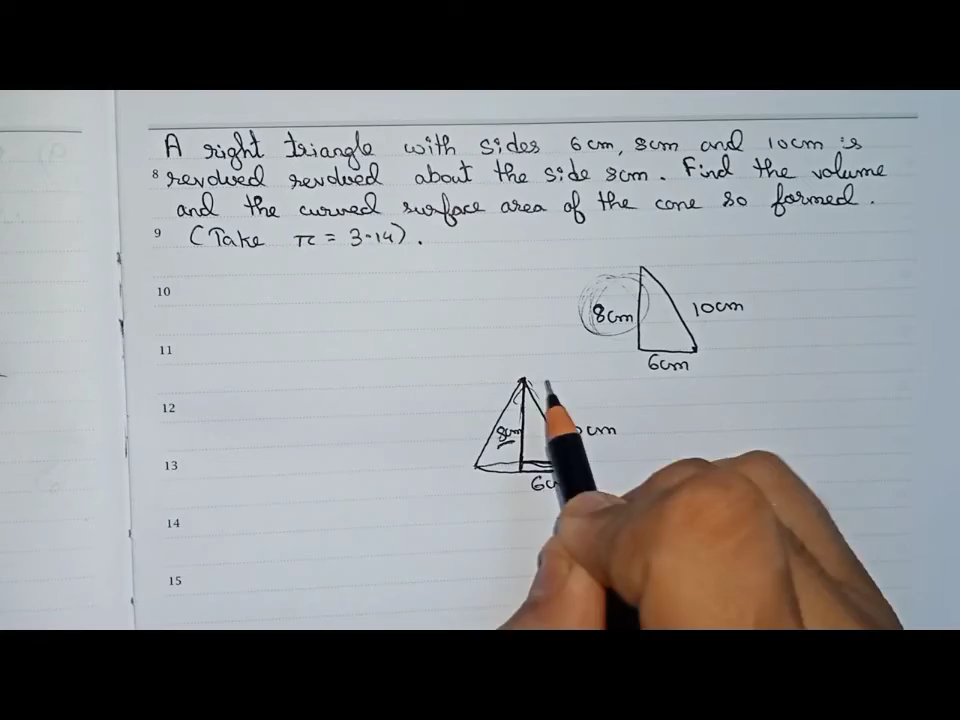 A right triangle with sides 6cm, 8cm and 10cm is
8 revolved revolved about the side 8cm. Find the volume
and the curved surface area of the cone so formed.
9 (Take π = 3.14).
10
8cm 10cm
11
6cm
12
8cm cm
13
6c
14
15